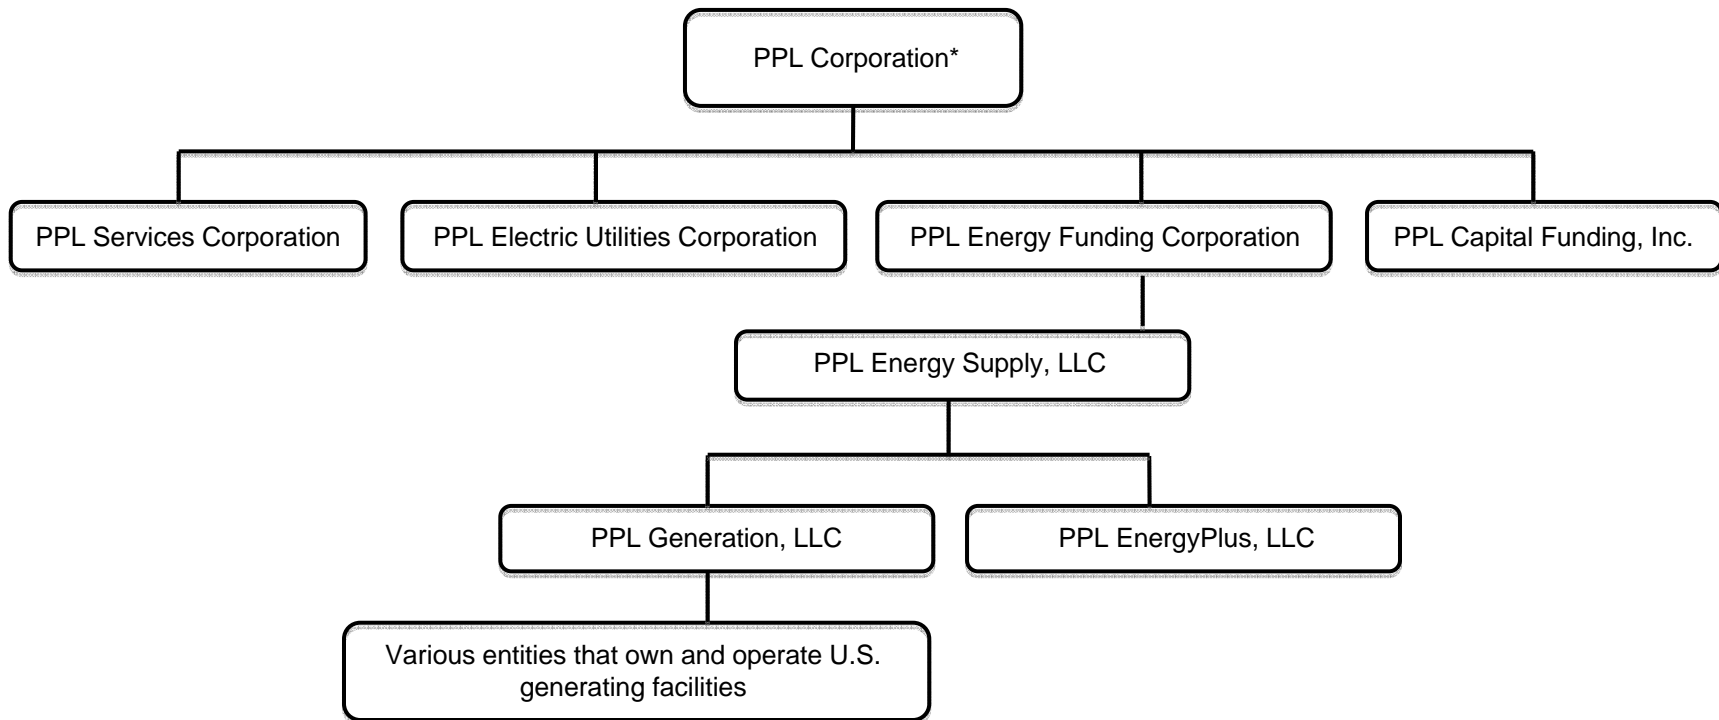 PPL Corporation*
PPL Services Corporation
PPL Electric Utilities Corporation
PPL Energy Funding Corporation
PPL Capital Funding, Inc.
PPL Energy Supply, LLC
PPL Generation, LLC
PPL EnergyPlus, LLC
Various entities that own and operate U.S.
generating facilities